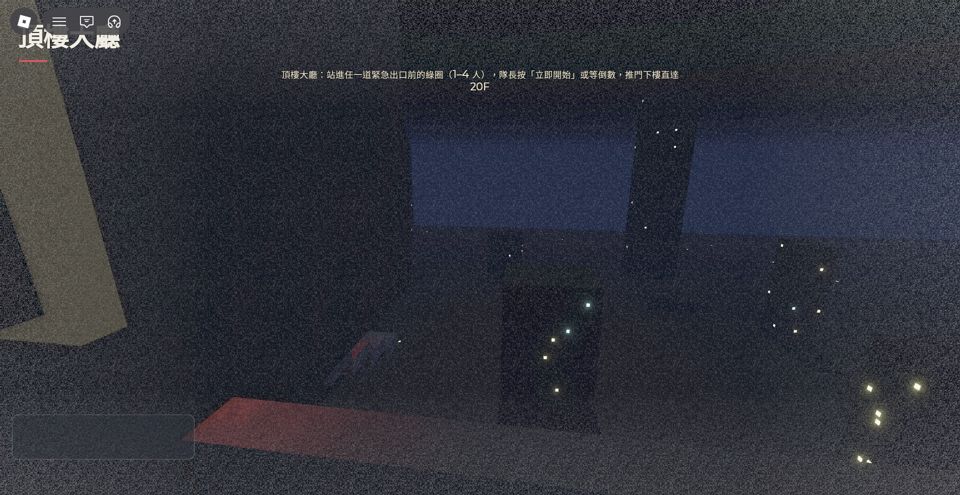 頂樓大廳
頂樓大廳：站進任一道緊急出口前的綠圈（1–4 人），隊長按「立即開始」或等倒數，推門下樓直達
20F